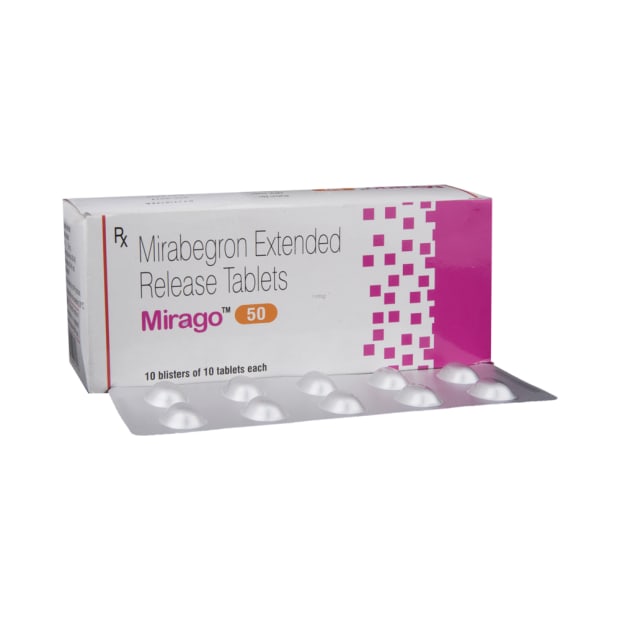 Rx
Mirabegron Extended
Release Tablets
Mirago™ 50
10 blisters of 10 tablets each